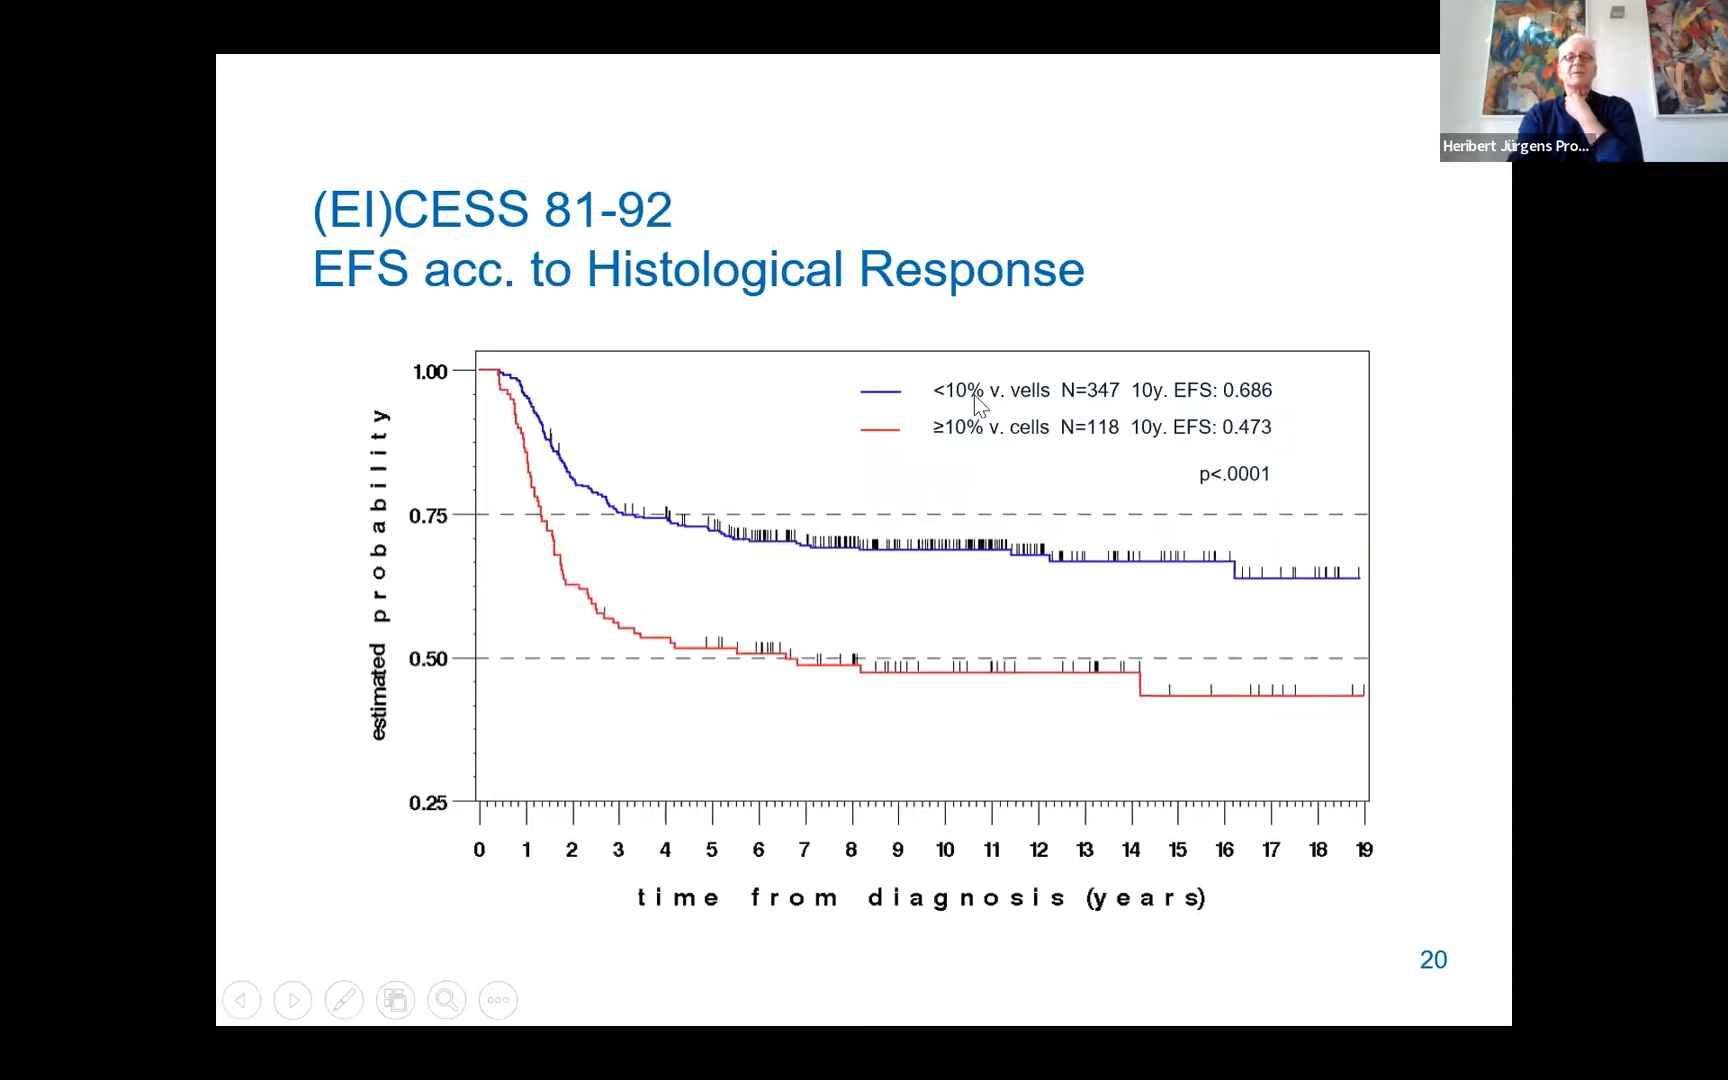 Heribert Jürgens Pro...
(EI)CESS 81-92
EFS acc. to Histological Response
estimated probability
1.00
0.75
0.50
0.25
<10% v. vells N=347 10y. EFS: 0.686
≥10% v. cells N=118 10y. EFS: 0.473
p<.0001
0 1 2 3 4 5 6 7 8 9 10 11 12 13 14 15 16 17 18 19
time from diagnosis (years)
20